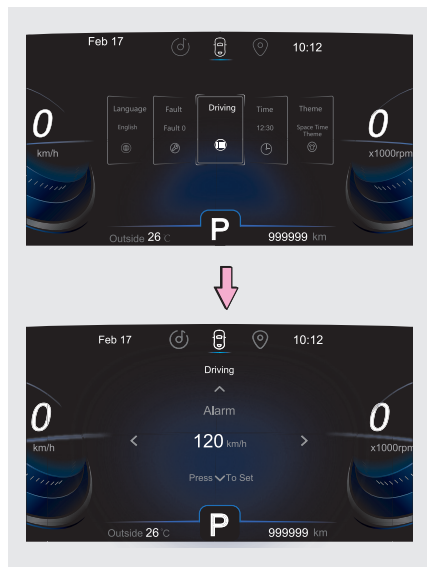 Feb 17 10:12
Language Fault Driving Time Theme
English Fault 0 12:30 Space Time
Theme
0 0
km/h x1000rpm
P
Outside 26 °C 999999 km
Feb 17 10:12
Driving
Alarm
0 120 km/h 0
km/h x1000rpm
Press To Set
P
Outside 26 °C 999999 km